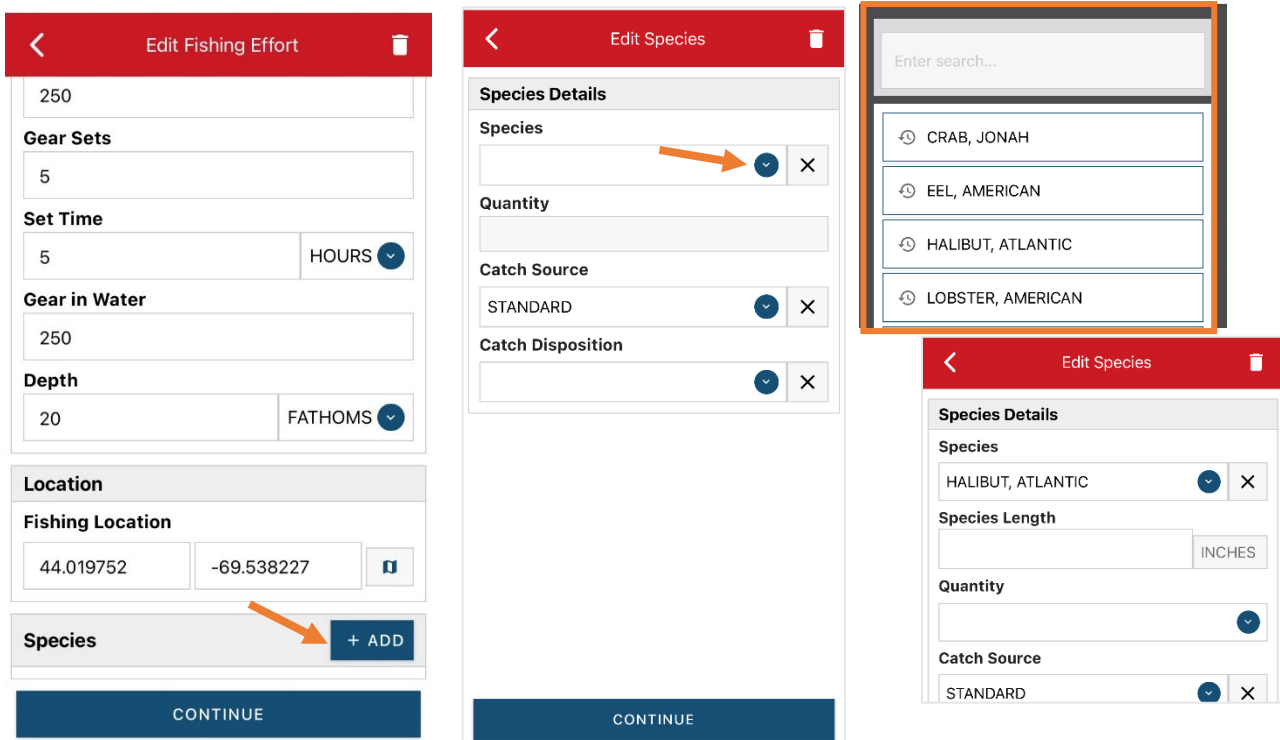 Edit Fishing Effort
250
Gear Sets
5
Set Time
5 HOURS
Gear in Water
250
Depth
20 FATHOMS
Location
Fishing Location
44.019752 -69.538227
Species + ADD
CONTINUE
Edit Species
Species Details
Species
Quantity
Catch Source
STANDARD
Catch Disposition
CONTINUE
Enter search...
CRAB, JONAH
EEL, AMERICAN
HALIBUT, ATLANTIC
LOBSTER, AMERICAN
Edit Species
Species Details
Species
HALIBUT, ATLANTIC
Species Length
INCHES
Quantity
Catch Source
STANDARD